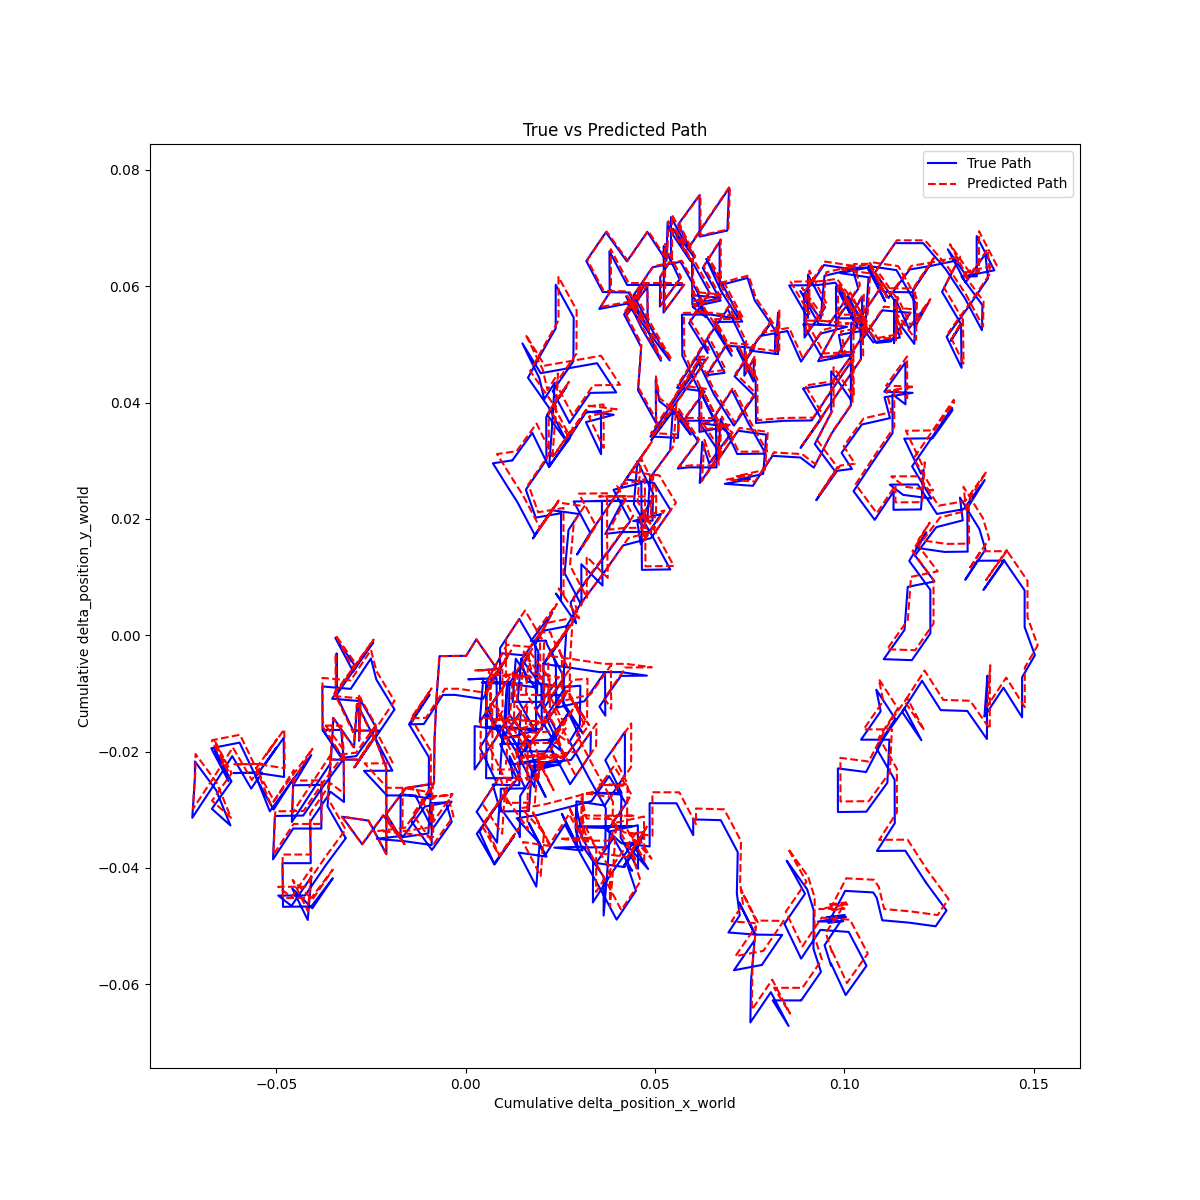 True vs Predicted Path
True Path
Predicted Path
0.08
0.06
0.04
0.02
0.00
−0.02
−0.04
−0.06
Cumulative delta_position_y_world
−0.05
0.00
0.05
0.10
0.15
Cumulative delta_position_x_world